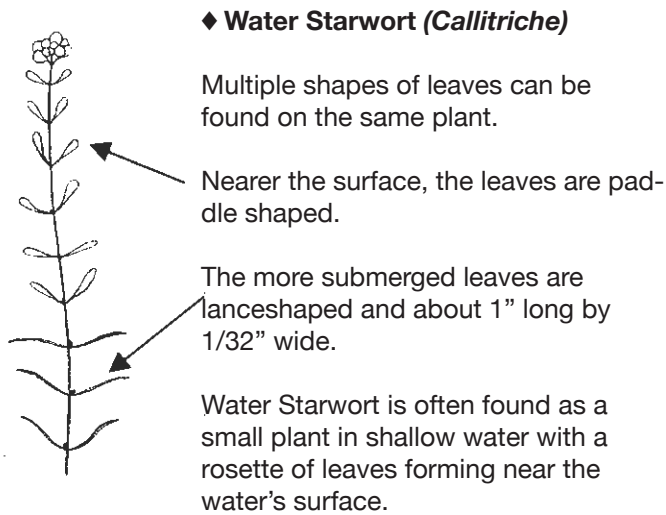 ♦ Water Starwort (Callitriche)
Multiple shapes of leaves can be
found on the same plant.
Nearer the surface, the leaves are pad-
dle shaped.
The more submerged leaves are
lanceshaped and about 1” long by
1/32” wide.
Water Starwort is often found as a
small plant in shallow water with a
rosette of leaves forming near the
water’s surface.